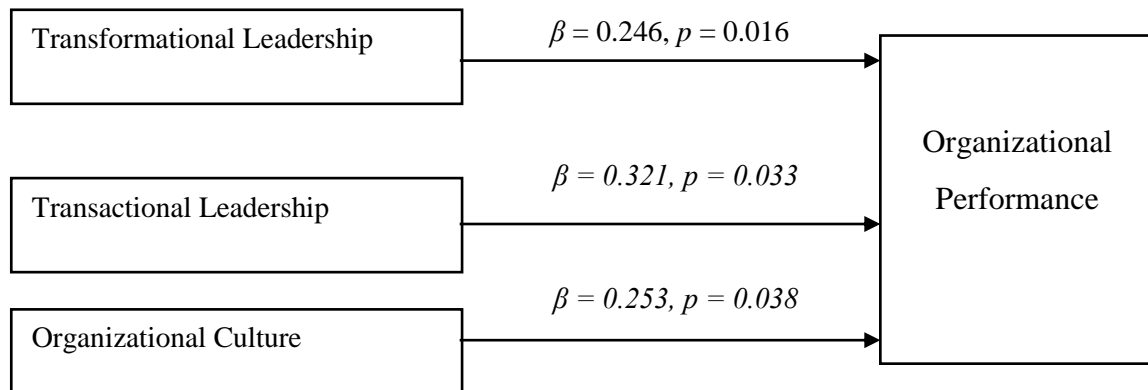 Transformational Leadership
β = 0.246, p = 0.016
Organizational
Performance
Transactional Leadership
β = 0.321, p = 0.033
Organizational Culture
β = 0.253, p = 0.038